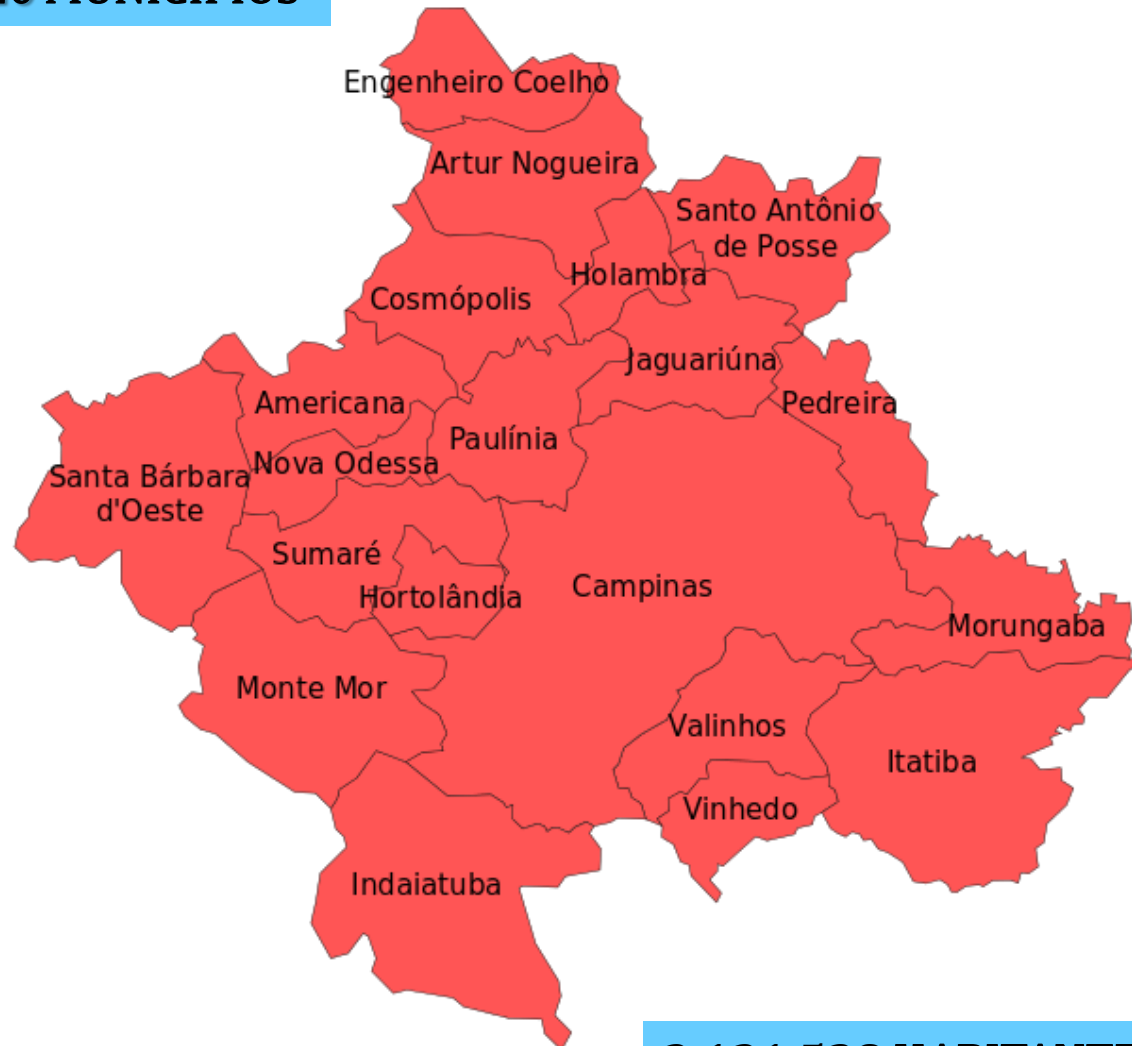 MUNICÍPIOS
Engenheiro Coelho
Artur Nogueira
Santo Antônio
de Posse
Holambra
Cosmópolis
Jaguariúna
Americana
Pedreira
Paulínia
Nova Odessa
Santa Bárbara
d'Oeste
Sumaré
Campinas
Hortolândia
Morungaba
Monte Mor
Valinhos
Itatiba
Vinhedo
Indaiatuba